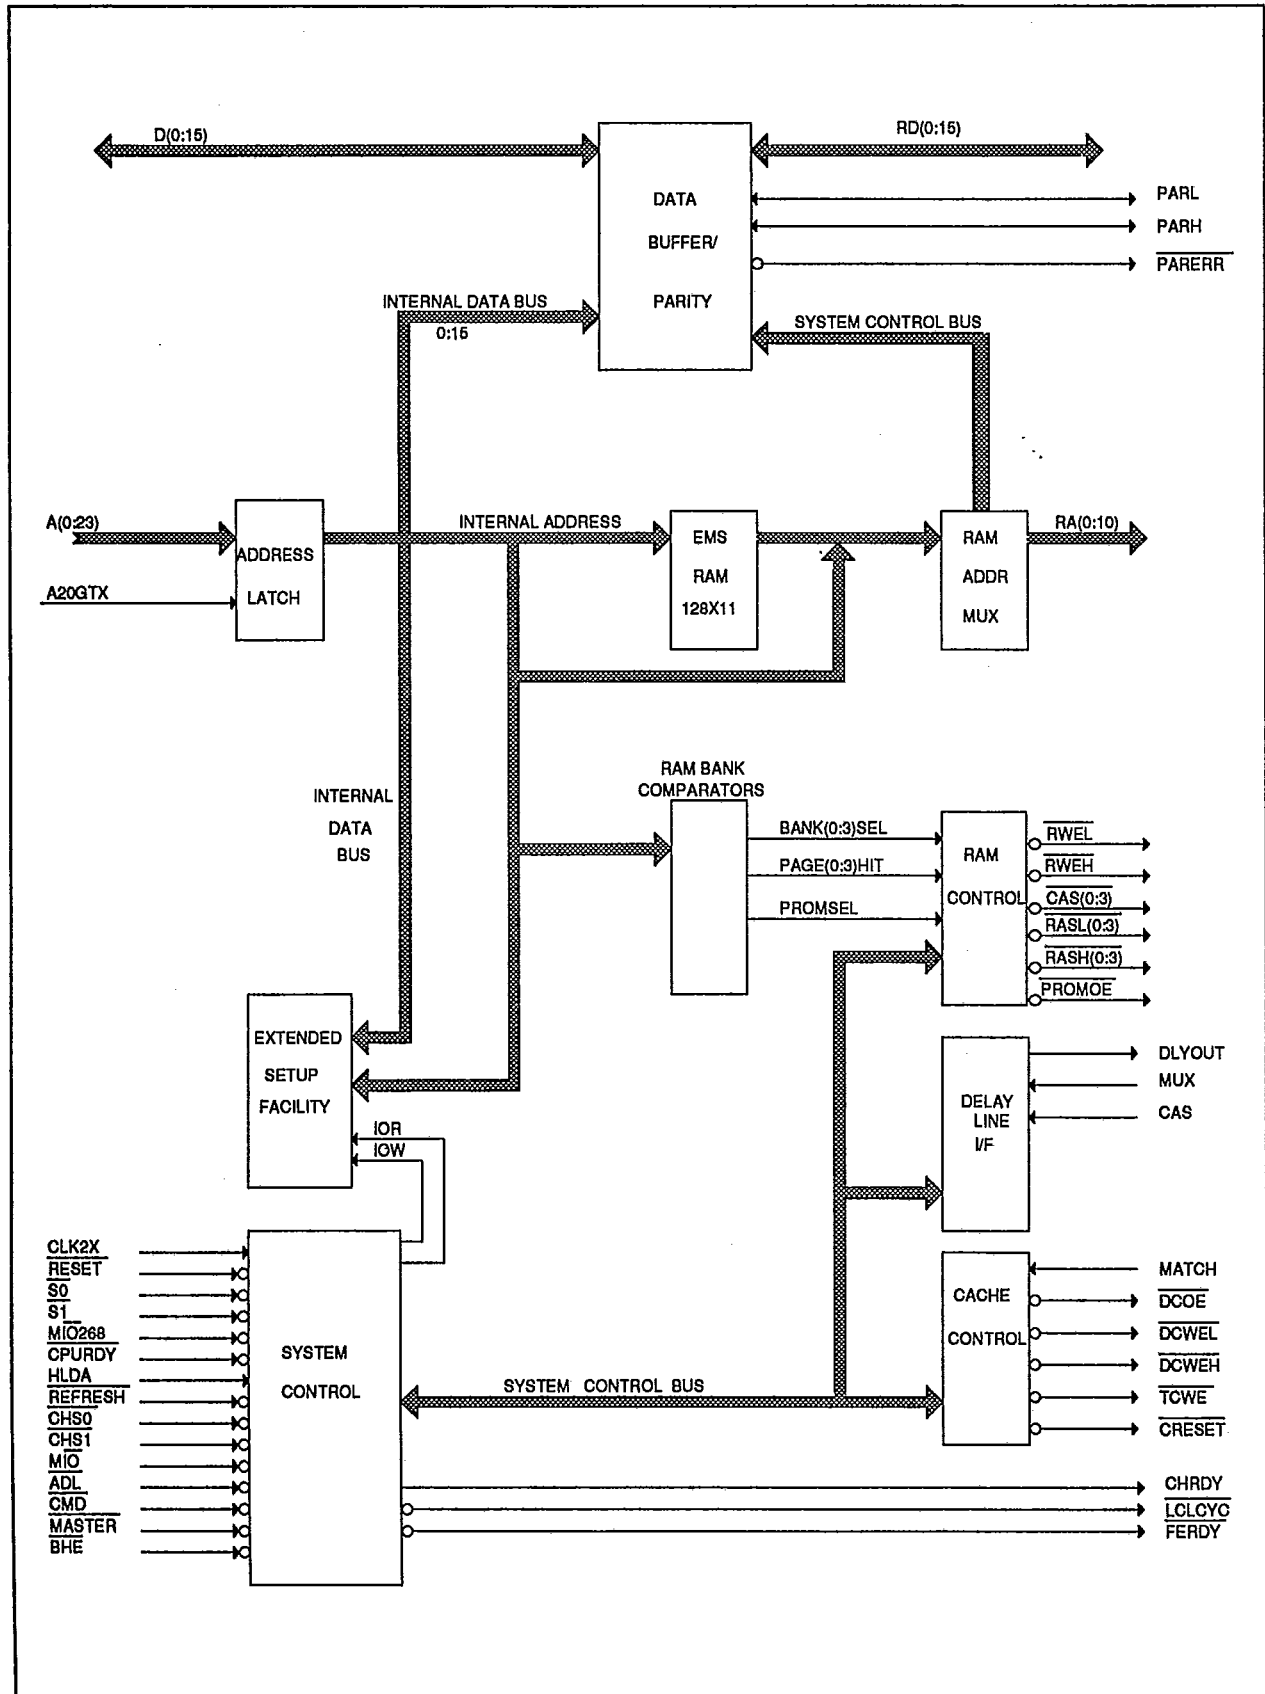 D(0:15)
RD(0:15)
DATA
BUFFER/
PARITY
PARL
PARH
PARERR
INTERNAL DATA BUS
0:15
SYSTEM CONTROL BUS
A(0:23)
A20GTX
ADDRESS
LATCH
INTERNAL ADDRESS
EMS
RAM
128X11
RAM
ADDR
MUX
RA(0:10)
INTERNAL
DATA
BUS
RAM BANK
COMPARATORS
BANK(0:3)SEL
PAGE(0:3)HIT
PROMSEL
RAM
CONTROL
RWEL
RWEH
CAS(0:3)
RASL(0:3)
RASH(0:3)
PROMOE
EXTENDED
SETUP
FACILITY
IOR
IOW
DELAY
LINE
I/F
DLYOUT
MUX
CAS
CLK2X
RESET
S0
S1
MIO268
CPURDY
HLDA
REFRESH
CHS0
CHS1
MIO
ADL
CMD
MASTER
BHE
SYSTEM
CONTROL
SYSTEM CONTROL BUS
CACHE
CONTROL
MATCH
DCOE
DCWEL
DCWEH
TCWE
CRESET
CHRDY
LCLCYC
FERDY